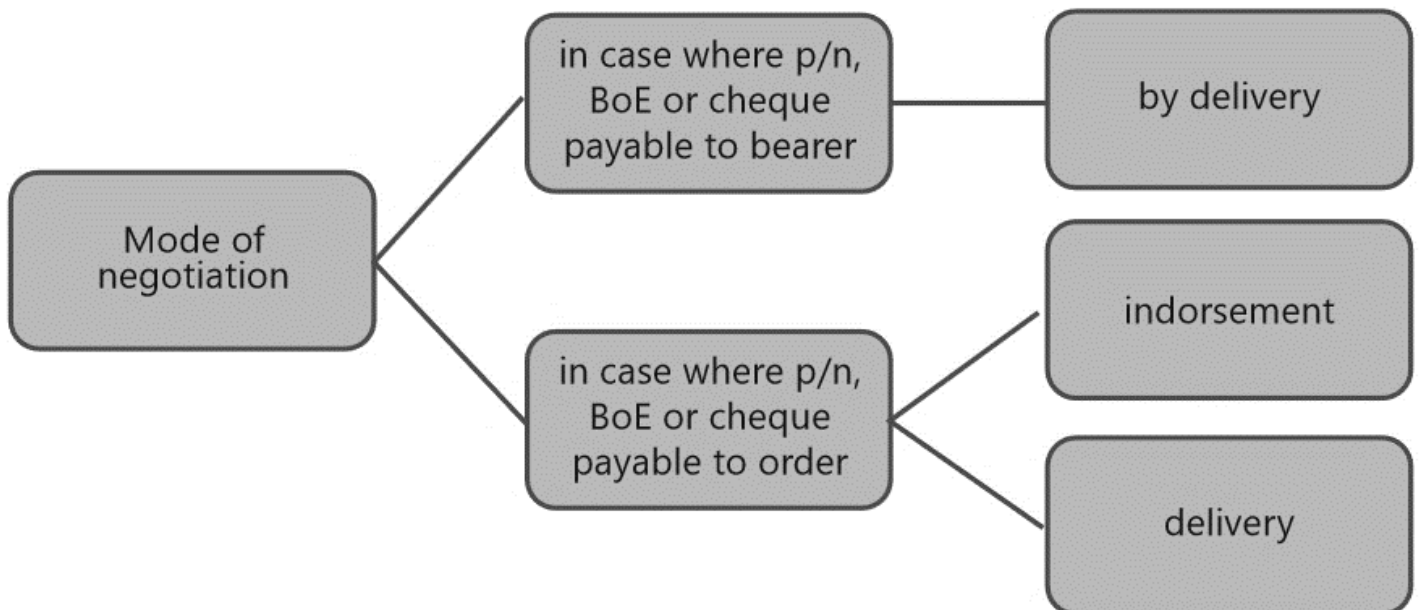 Mode of
negotiation
in case where p/n,
BoE or cheque
payable to bearer
by delivery
in case where p/n,
BoE or cheque
payable to order
indorsement
delivery